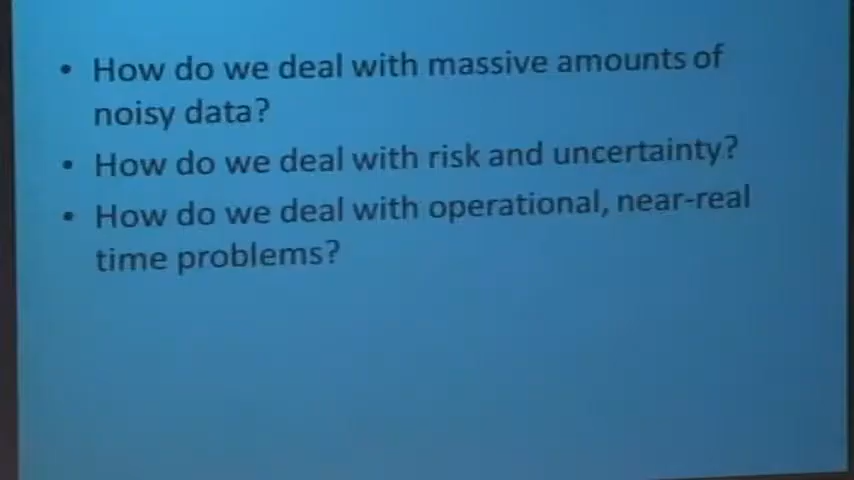 • How do we deal with massive amounts of
noisy data?
• How do we deal with risk and uncertainty?
• How do we deal with operational, near-real
time problems?